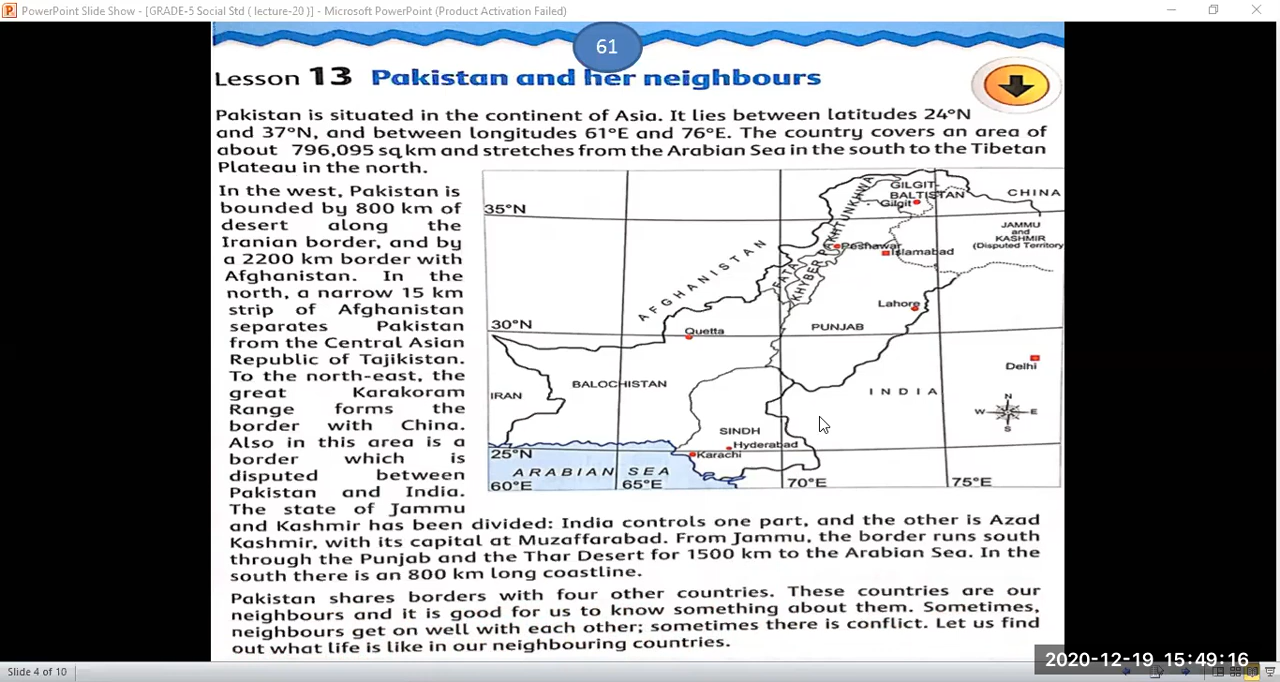 PowerPoint Slide Show - [GRADE-5 Social Std ( lecture-20 )] - Microsoft PowerPoint (Product Activation Failed)
61
Lesson 13 Pakistan and her neighbours
Pakistan is situated in the continent of Asia. It lies between latitudes 24°N
and 37°N, and between longitudes 61°E and 76°E. The country covers an area of
about 796,095 sq km and stretches from the Arabian Sea in the south to the Tibetan
Plateau in the north.
In the west, Pakistan is
bounded by 800 km of
desert along the
Iranian border, and by
a 2200 km border with
Afghanistan. In the
north, a narrow 15 km
strip of Afghanistan
separates Pakistan
from the Central Asian
Republic of Tajikistan.
To the north-east, the
great Karakoram
Range forms the
border with China.
Also in this area is a
border which is
disputed between
Pakistan and India.
The state of Jammu
and Kashmir has been divided: India controls one part, and the other is Azad
Kashmir, with its capital at Muzaffarabad. From Jammu, the border runs south
through the Punjab and the Thar Desert for 1500 km to the Arabian Sea. In the
south there is an 800 km long coastline.
Pakistan shares borders with four other countries. These countries are our
neighbours and it is good for us to know something about them. Sometimes,
neighbours get on well with each other; sometimes there is conflict. Let us find
out what life is like in our neighbouring countries.
GILGIT-
BALTISTAN
CHINA
Gilgit
35°N
KHYBER PAKHTUNKHWA
JAMMU
and
KASHMIR
(Disputed Territory
Peshawar
Islamabad
AFGHANISTAN
FATA
Lahore
30°N
Quetta
PUNJAB
Delhi
IRAN
BALOCHISTAN
INDIA
N
W E
S
SINDH
Hyderabad
25°N
Karachi
ARABIAN SEA
60°E
65°E
70°E
75°E
2020-12-19 15:49:16
Slide 4 of 10